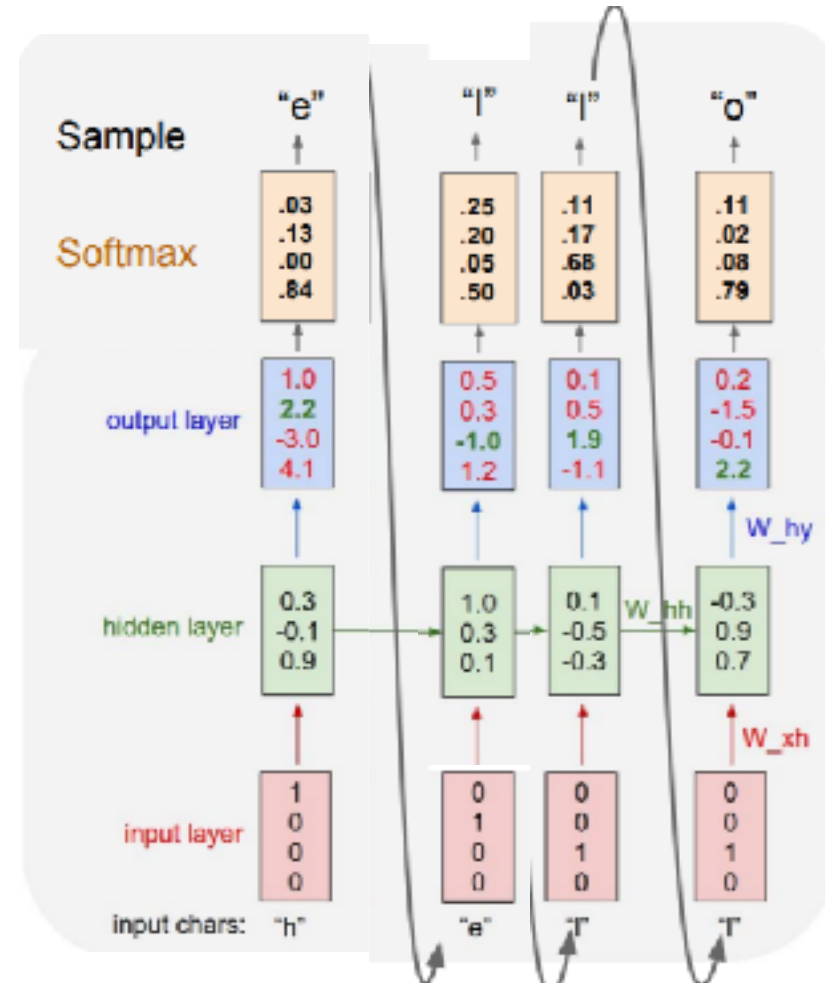 Sample "e" "l" "l" "o"
Softmax
.03 .25 .11 .11
.13 .20 .17 .02
.00 .05 .68 .08
.84 .50 .03 .79
output layer
1.0 0.5 0.1 0.2
2.2 0.3 0.5 -1.5
-3.0 -1.0 1.9 -0.1
4.1 1.2 -1.1 2.2
W_hy
hidden layer
0.3 1.0 0.1 -0.3
-0.1 0.3 -0.5 0.9
0.9 0.1 -0.3 0.7
W_hh
W_xh
input layer
1 0 0 0
0 1 0 0
0 0 1 1
0 0 0 0
input chars: "h" "e" "l" "l"